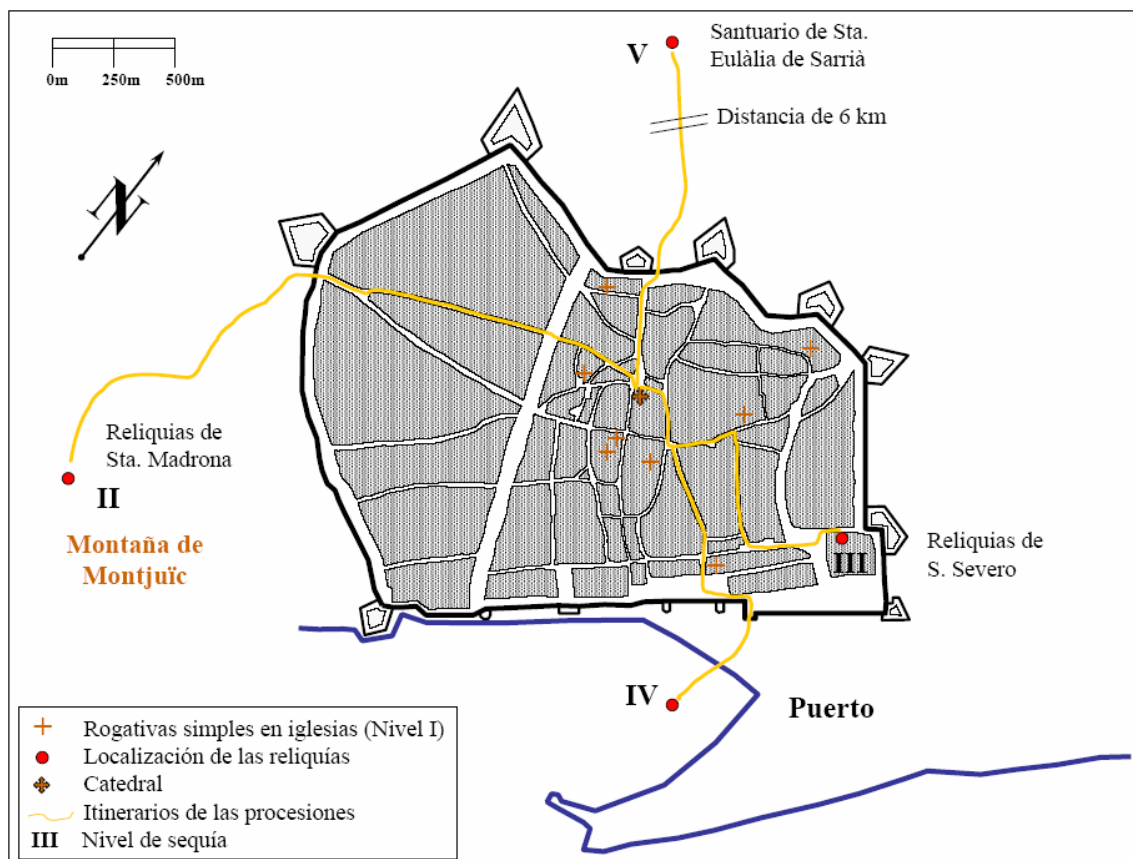 0m 250m 500m
N
V
Santuario de Sta.
Eulàlia de Sarrià
Distancia de 6 km
Reliquias de
Sta. Madrona
II
Montaña de
Montjuïc
III
Reliquias de
S. Severo
IV
Puerto
Rogativas simples en iglesias (Nivel I)
Localización de las reliquías
Catedral
Itinerarios de las procesiones
III Nivel de sequía